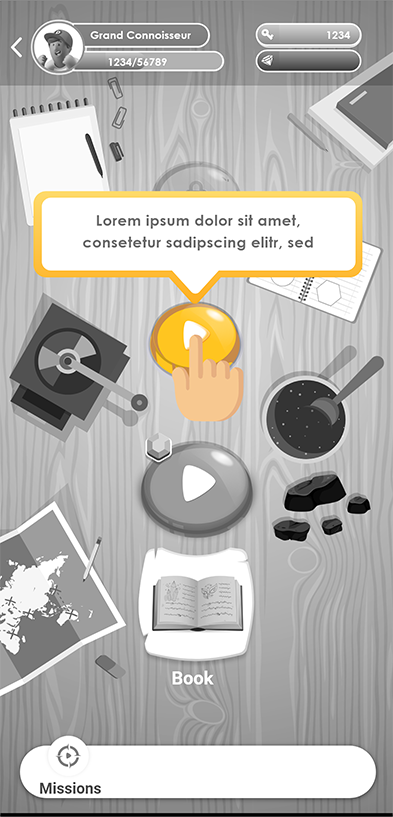 Grand Connoisseur
1234
1234/56789
Lorem ipsum dolor sit amet,
consetetur sadipscing elitr, sed
Book
Missions